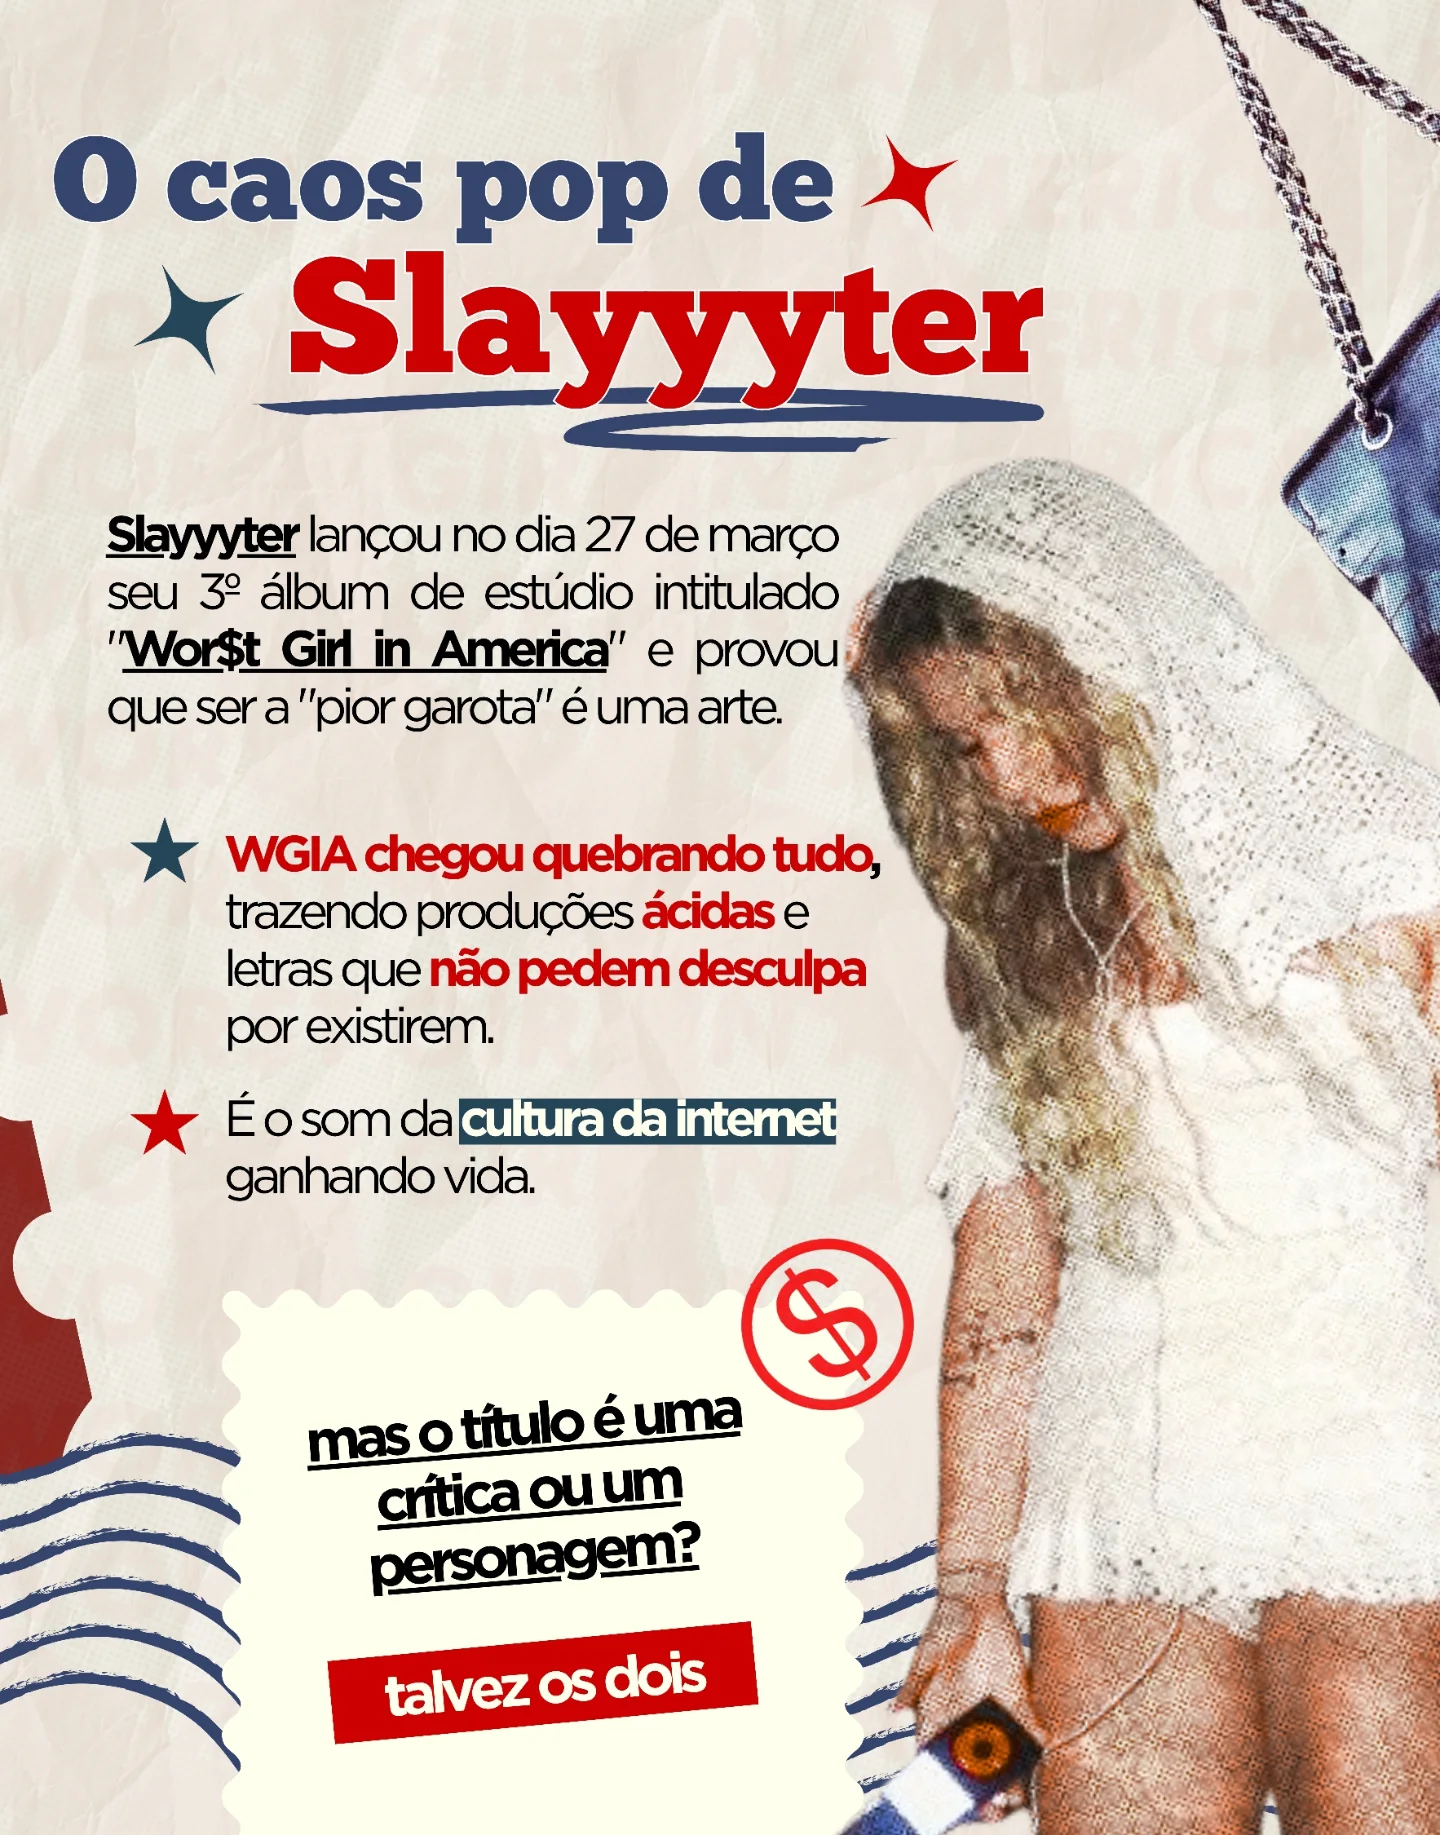 O caos pop de
Slayyyter
Slayyyter lançou no dia 27 de março
seu 3º álbum de estúdio intitulado
"Wor$t Girl in America" e provou
que ser a "pior garota" é uma arte.
WGIA chegou quebrando tudo,
trazendo produções ácidas e
letras que não pedem desculpa
por existirem.
É o som da cultura da internet
ganhando vida.
$
mas o título é uma
crítica ou um
personagem?
talvez os dois